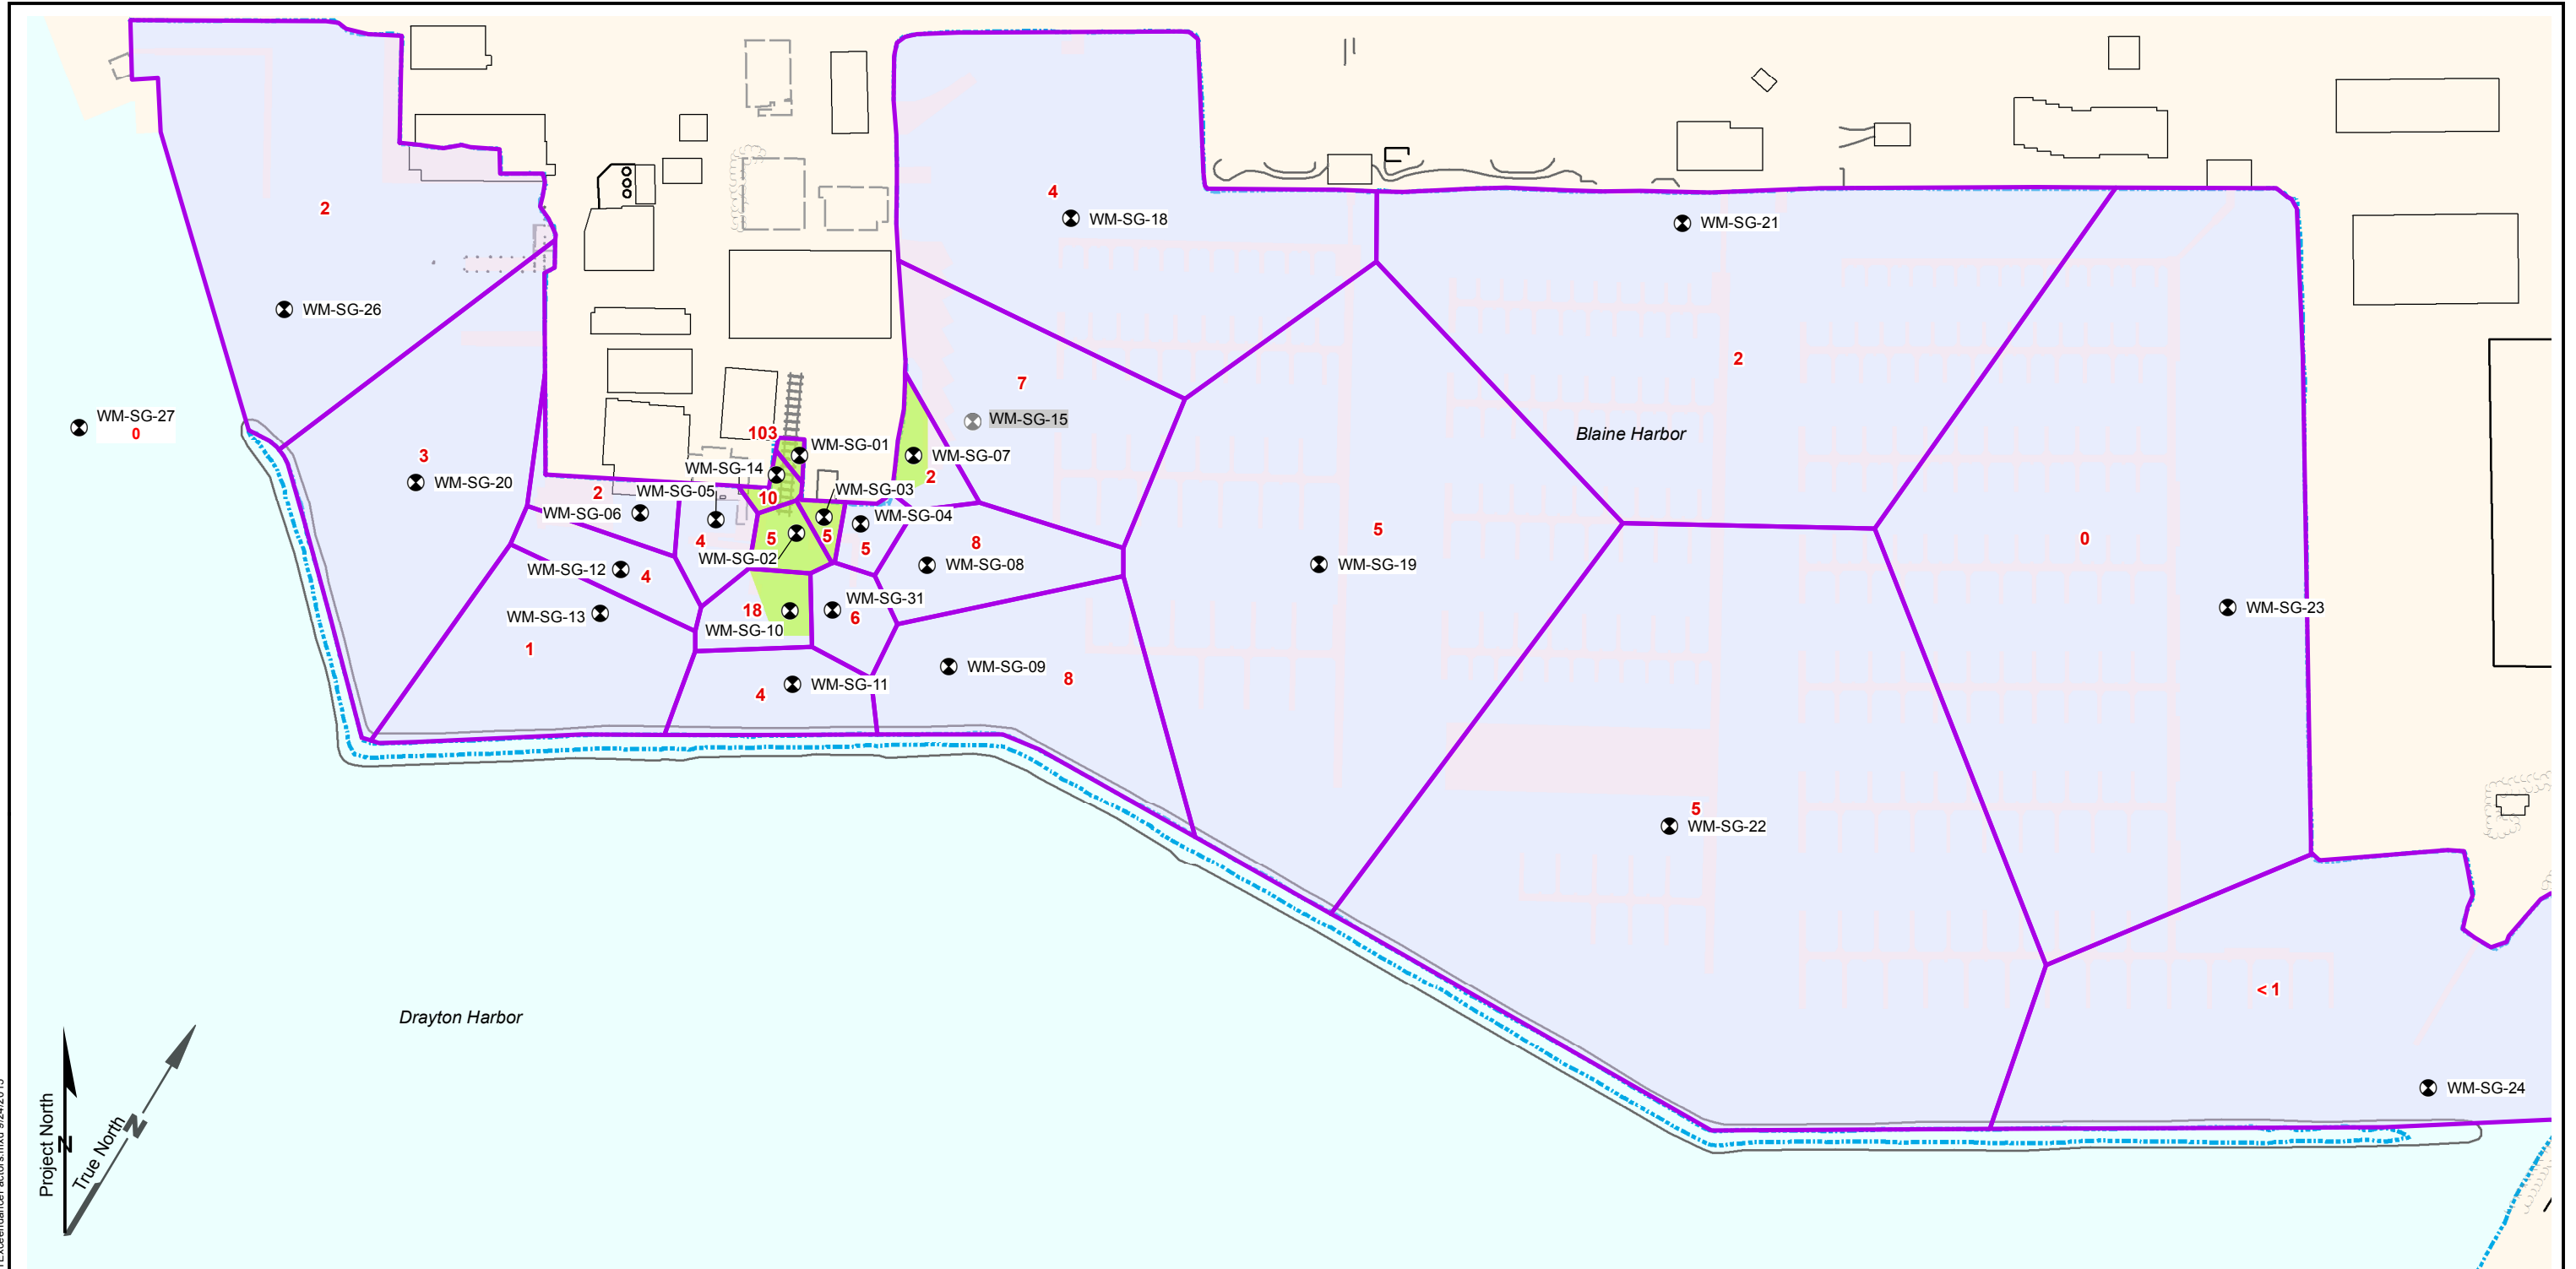 4
WM-SG-18
WM-SG-21
2
WM-SG-26
2
7
WM-SG-15
WM-SG-27
0
103
WM-SG-01
Blaine Harbor
3
WM-SG-20
WM-SG-14
WM-SG-07
2
2
WM-SG-05
10
WM-SG-03
WM-SG-06
WM-SG-04
4
5
5
5
8
5
0
WM-SG-02
WM-SG-08
WM-SG-19
WM-SG-12
4
WM-SG-31
WM-SG-23
WM-SG-13
18
6
WM-SG-10
1
WM-SG-09
8
4
WM-SG-11
5
WM-SG-22
< 1
Drayton Harbor
WM-SG-24
Project North
N
True North
N